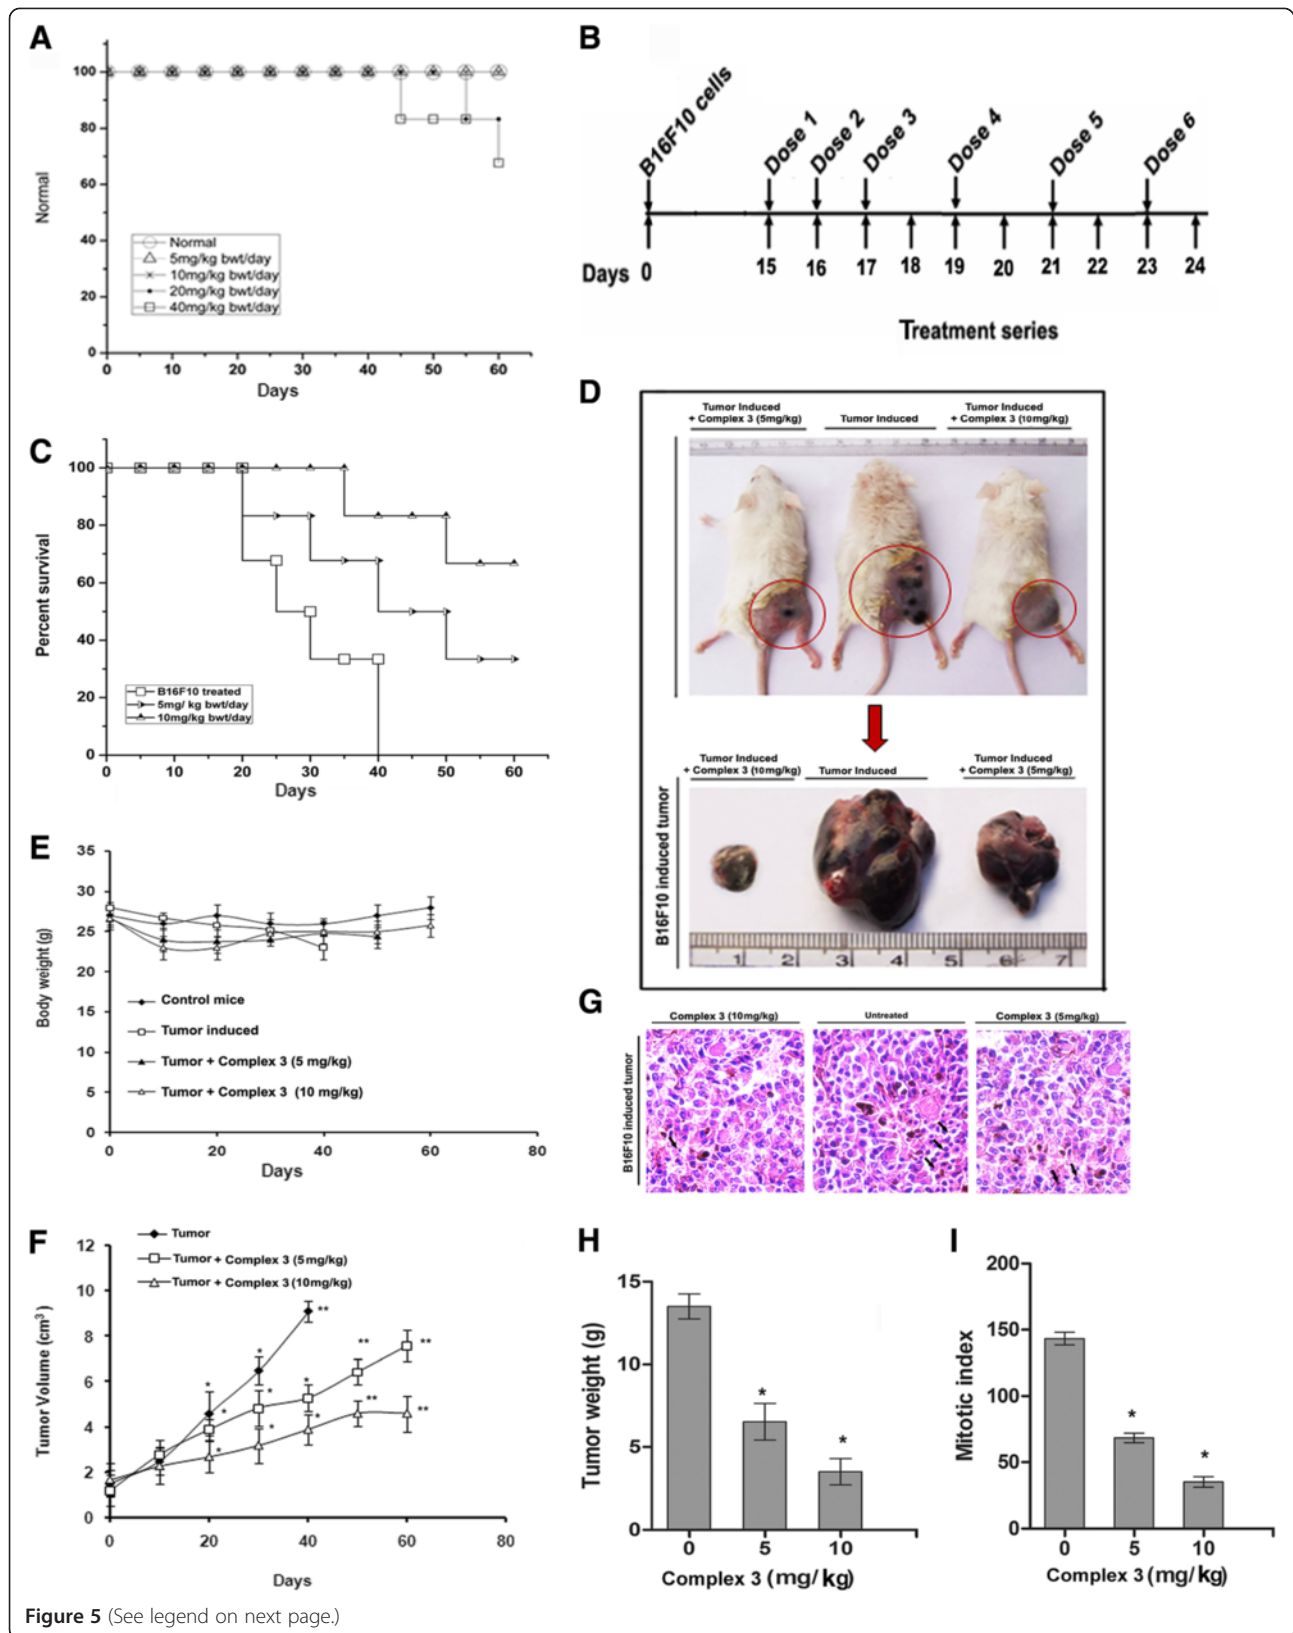 A
Normal
100
80
60
40
20
0
Normal
5mg/kg bwt/day
10mg/kg bwt/day
20mg/kg bwt/day
40mg/kg bwt/day
0 10 20 30 40 50 60
Days
B
B16F10 cells
Dose 1
Dose 2
Dose 3
Dose 4
Dose 5
Dose 6
Days 0 15 16 17 18 19 20 21 22 23 24
Treatment series
C
Percent survival
100
80
60
40
20
0
B16F10 treated
5mg/ kg bwt/day
10mg/kg bwt/day
0 10 20 30 40 50 60
Days
D
Tumor Induced
+ Complex 3 (5mg/kg)
Tumor Induced
Tumor Induced
+ Complex 3 (10mg/kg)
Tumor Induced
+ Complex 3 (10mg/kg)
Tumor Induced
Tumor Induced
+ Complex 3 (5mg/kg)
B16F10 induced tumor
1 2 3 4 5 6 7
E
Body weight (g)
35
30
25
20
15
10
5
0
Control mice
Tumor induced
Tumor + Complex 3 (5 mg/kg)
Tumor + Complex 3 (10 mg/kg)
0 20 40 60 80
Days
G
Complex 3 (10mg/kg)
Untreated
Complex 3 (5mg/kg)
B16F10 induced tumor
F
Tumor Volume (cm³)
12
10
8
6
4
2
0
Tumor
Tumor + Complex 3 (5mg/kg)
Tumor + Complex 3 (10mg/kg)
* * ** * * * ** ** * * * ** **
0 20 40 60 80
Days
H
Tumor weight (g)
15
10
5
0
* *
0 5 10
Complex 3 (mg/kg)
I
Mitotic index
200
150
100
50
0
* *
0 5 10
Complex 3 (mg/kg)
Figure 5 (See legend on next page.)